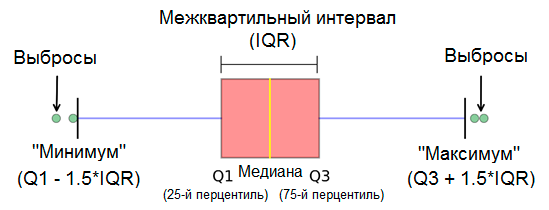 Межквартильный интервал
(IQR)
Выбросы
Выбросы
"Минимум"
(Q1 - 1.5*IQR)
Q1 Медиана Q3
(25-й перцентиль) (75-й перцентиль)
"Максимум"
(Q3 + 1.5*IQR)